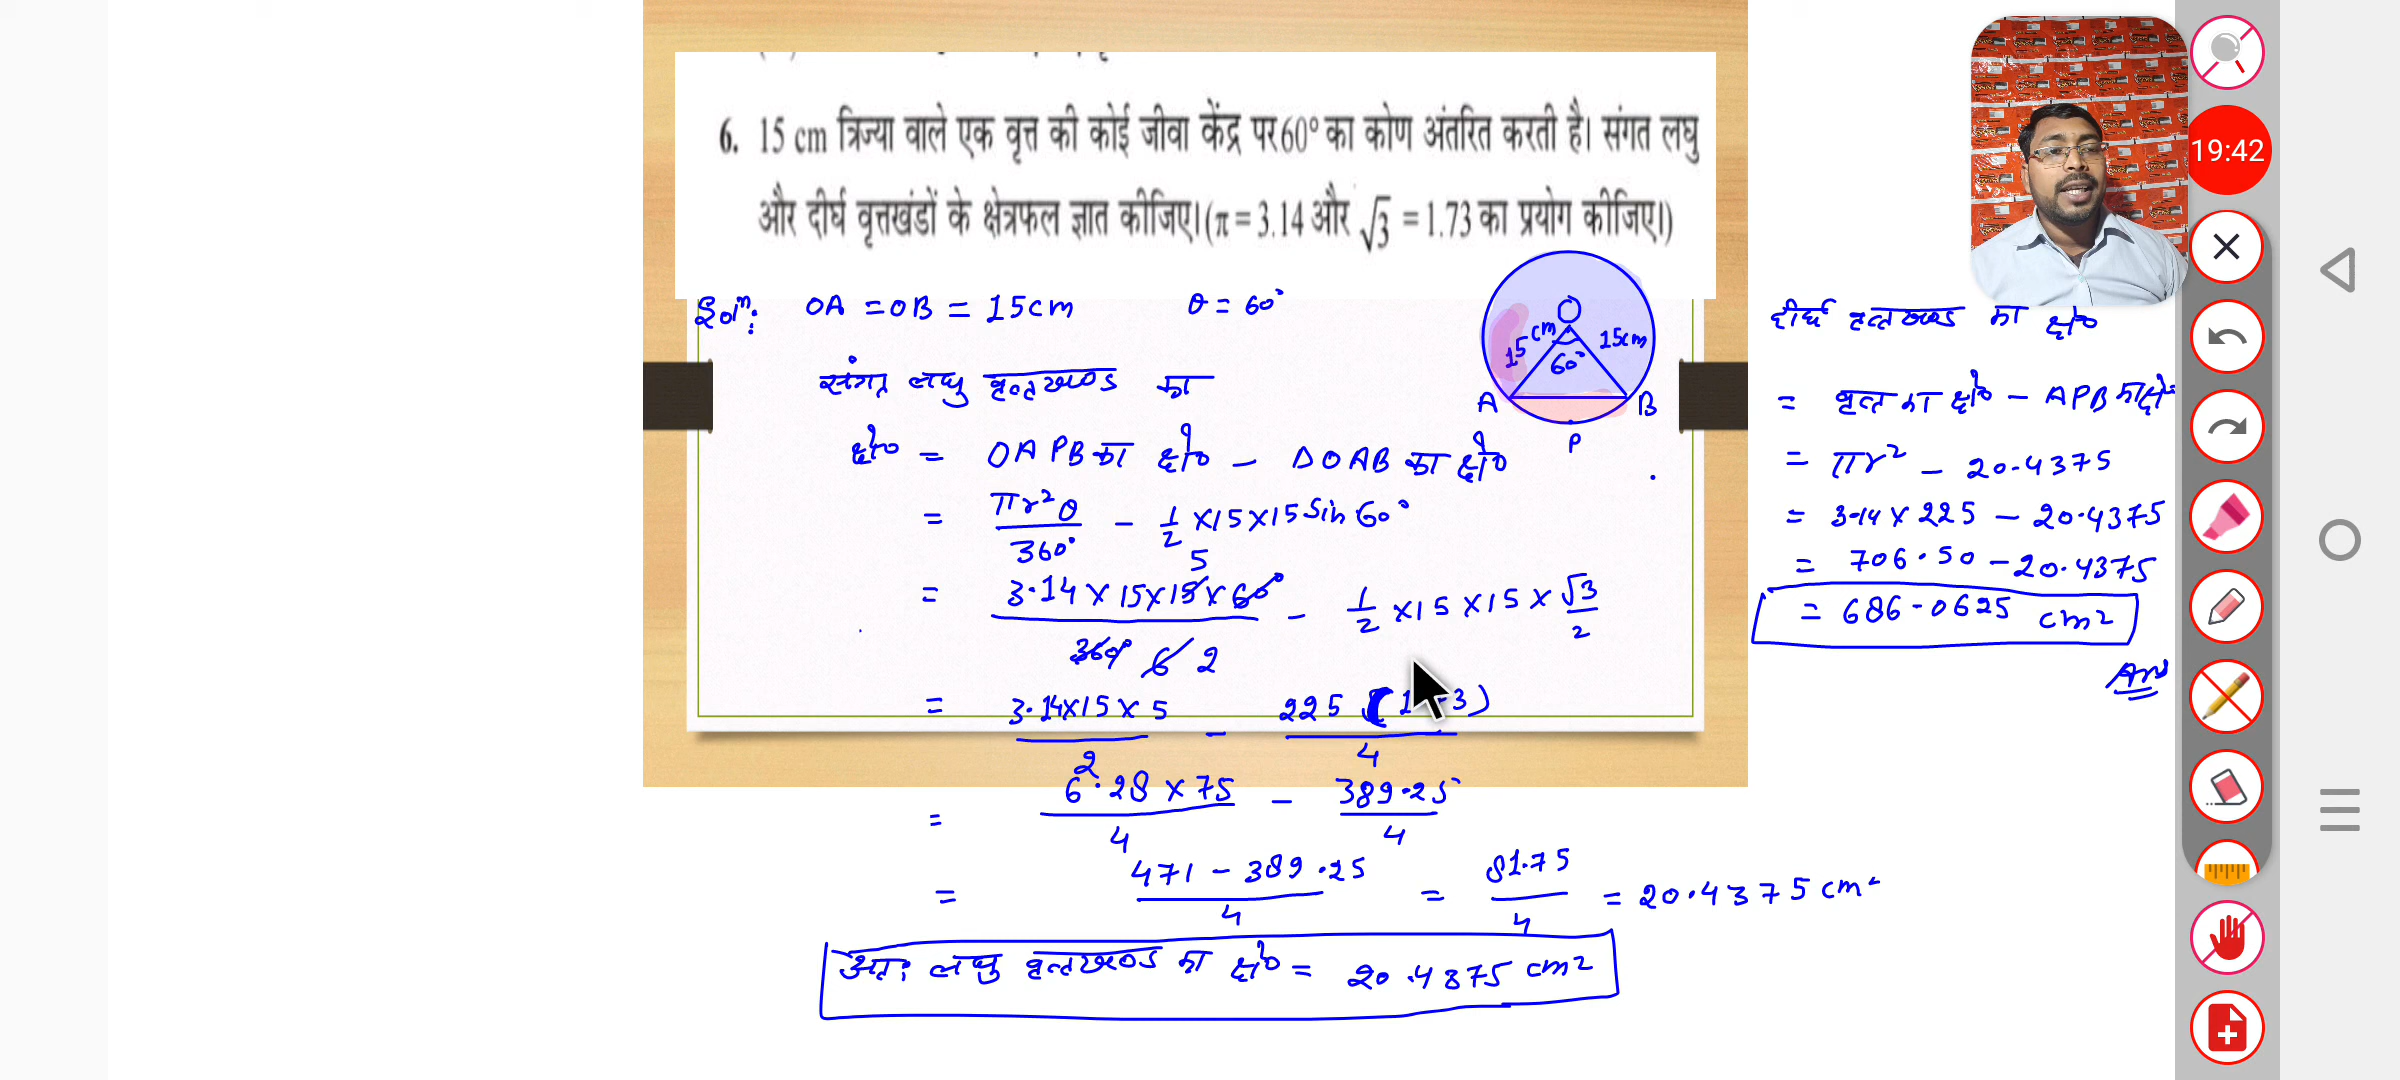 6. 15 cm त्रिज्या वाले एक वृत्त की कोई जीवा केंद्र पर 60° का कोण अंतरित करती है। संगत लघु
और दीर्घ वृत्तखंडों के क्षेत्रफल ज्ञात कीजिए। (π = 3.14 और √3 = 1.73 का प्रयोग कीजिए।)
Solⁿ: OA = OB = 15cm θ = 60°
संगत लघु वृत्तखण्ड का
क्षे० = OAPB का क्षे० – ΔOAB का क्षे०
= πr²θ/360° – 1/2 ×15×15 Sin 60°
= 3.14 × 15×15×60°/360° 6 2 – 1/2 ×15×15×√3/2
5
= 3.14×15×5/2 – 225 (1 3)/4
= 6.28 × 75/4 – 389.25/4
= 471 – 389.25/4 = 81.75/4 = 20.4375 cm²
अतः लघु वृत्तखण्ड का क्षे० = 20.4375 cm²
O
15 cm
15cm
60°
A
B
P
दीर्घ वृत्तखण्ड का क्षे०
= वृत्त का क्षे० – APB का क्षे०
= πr² – 20.4375
= 3.14 × 225 – 20.4375
= 706.50 – 20.4375
= 686.0625 cm²
Ans
19:42